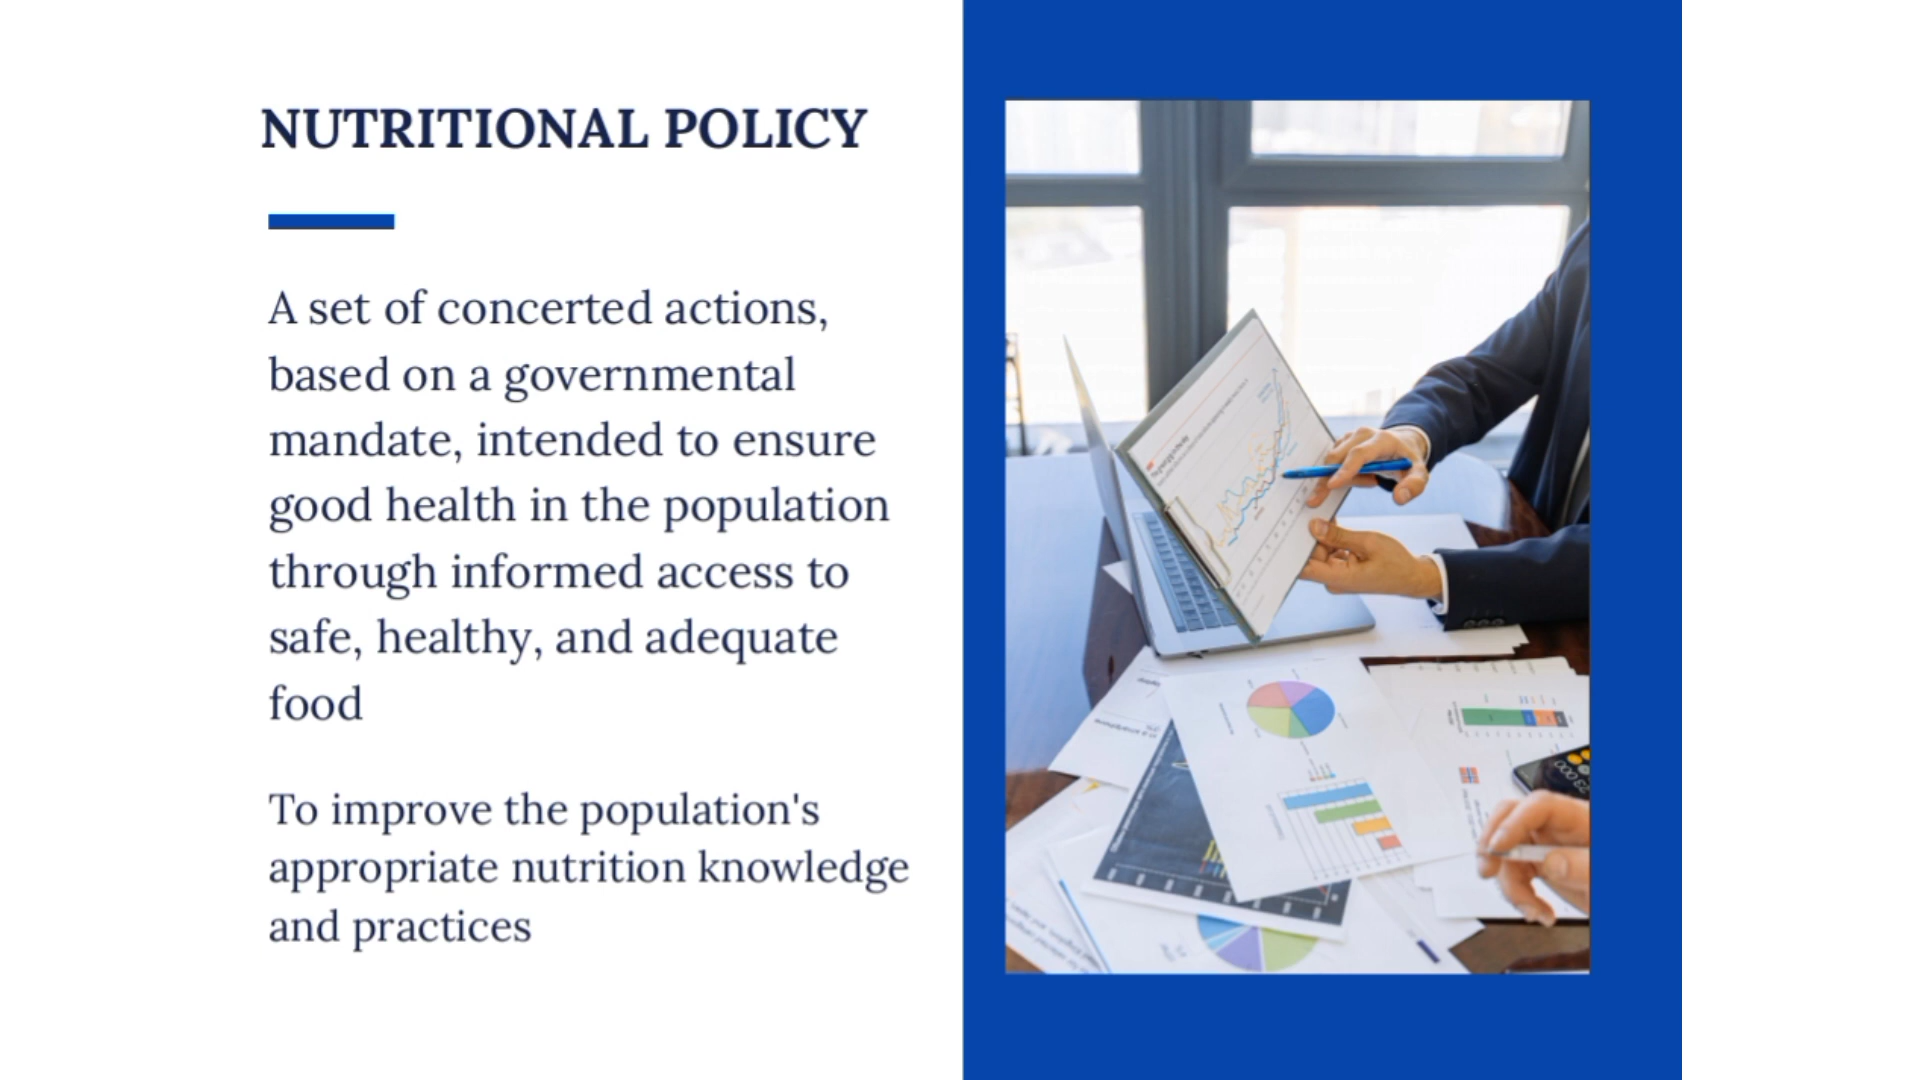 NUTRITIONAL POLICY
A set of concerted actions,
based on a governmental
mandate, intended to ensure
good health in the population
through informed access to
safe, healthy, and adequate
food
To improve the population's
appropriate nutrition knowledge
and practices